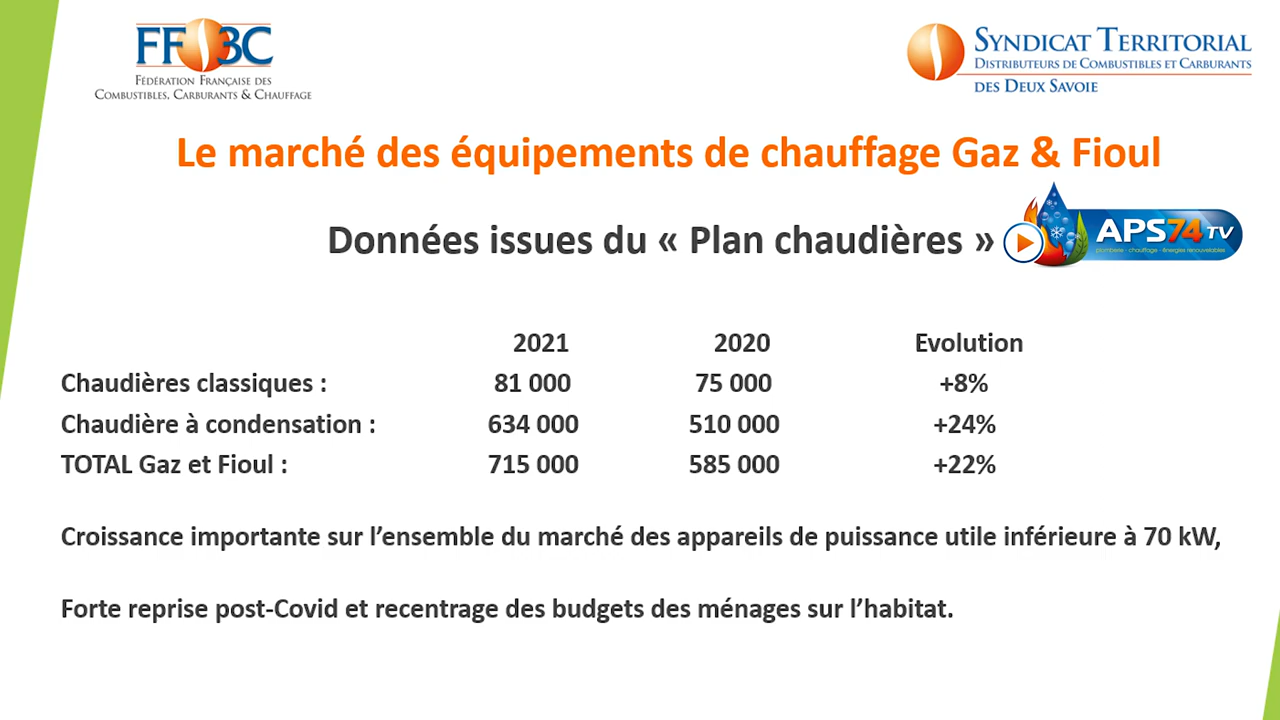 FF3C
FÉDÉRATION FRANÇAISE DES
COMBUSTIBLES, CARBURANTS & CHAUFFAGE
SYNDICAT TERRITORIAL
DISTRIBUTEURS DE COMBUSTIBLES ET CARBURANTS
DES DEUX SAVOIE
Le marché des équipements de chauffage Gaz & Fioul
Données issues du « Plan chaudières »
APS74 TV
plomberie - chauffage - énergies renouvelables
2021 2020 Evolution
Chaudières classiques : 81 000 75 000 +8%
Chaudière à condensation : 634 000 510 000 +24%
TOTAL Gaz et Fioul : 715 000 585 000 +22%
Croissance importante sur l’ensemble du marché des appareils de puissance utile inférieure à 70 kW,
Forte reprise post-Covid et recentrage des budgets des ménages sur l’habitat.